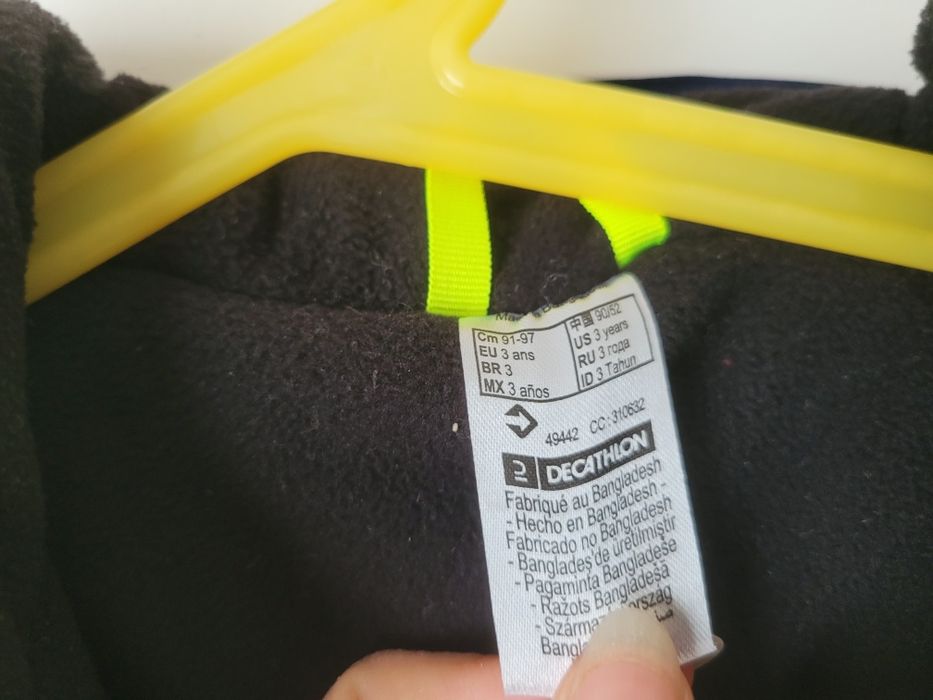 Cm 91-97
EU 3 ans
BR 3
MX 3 años
中国 90/52
US 3 years
RU 3 года
ID 3 Tahun
49442 CC: 310632
DECATHLON
Fabriqué au Bangladesh
- Hecho en Bangladesh -
Fabricado no Bangladesh
- Bangladeş'de üretilmiştir
- Pagaminta Bangladeše
- Ražots Bangladešā